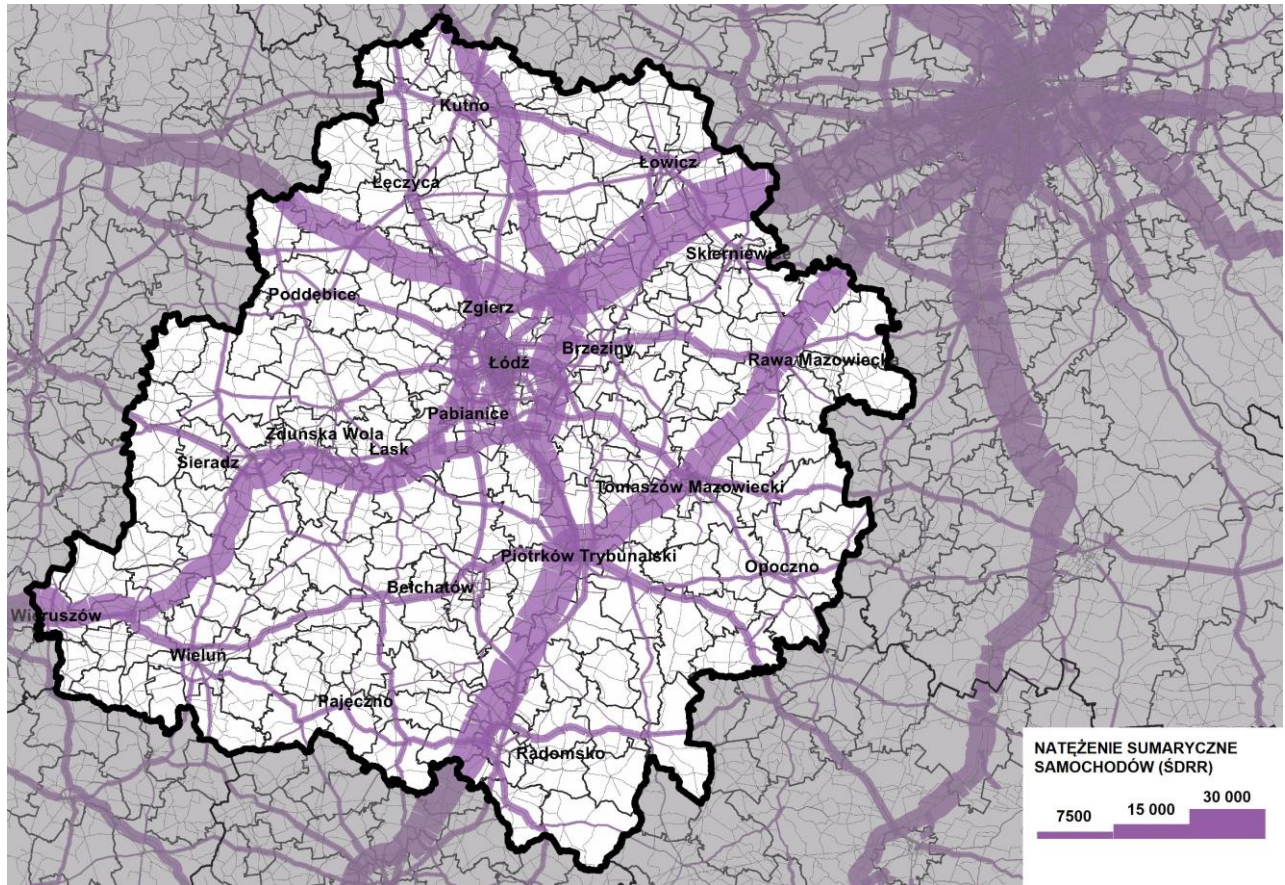 Kutno
Łowicz
Łęczyca
Skierniewice
Poddębice
Zgierz
Brzeziny
Łódź
Rawa Mazowiecka
Pabianice
Zduńska Wola
Łask
Sieradz
Tomaszów Mazowiecki
Piotrków Trybunalski
Opoczno
Bełchatów
Wieruszów
Wieluń
Pajęczno
Radomsko
NATĘŻENIE SUMARYCZNE
SAMOCHODÓW (ŚDRR)
7500 15 000 30 000